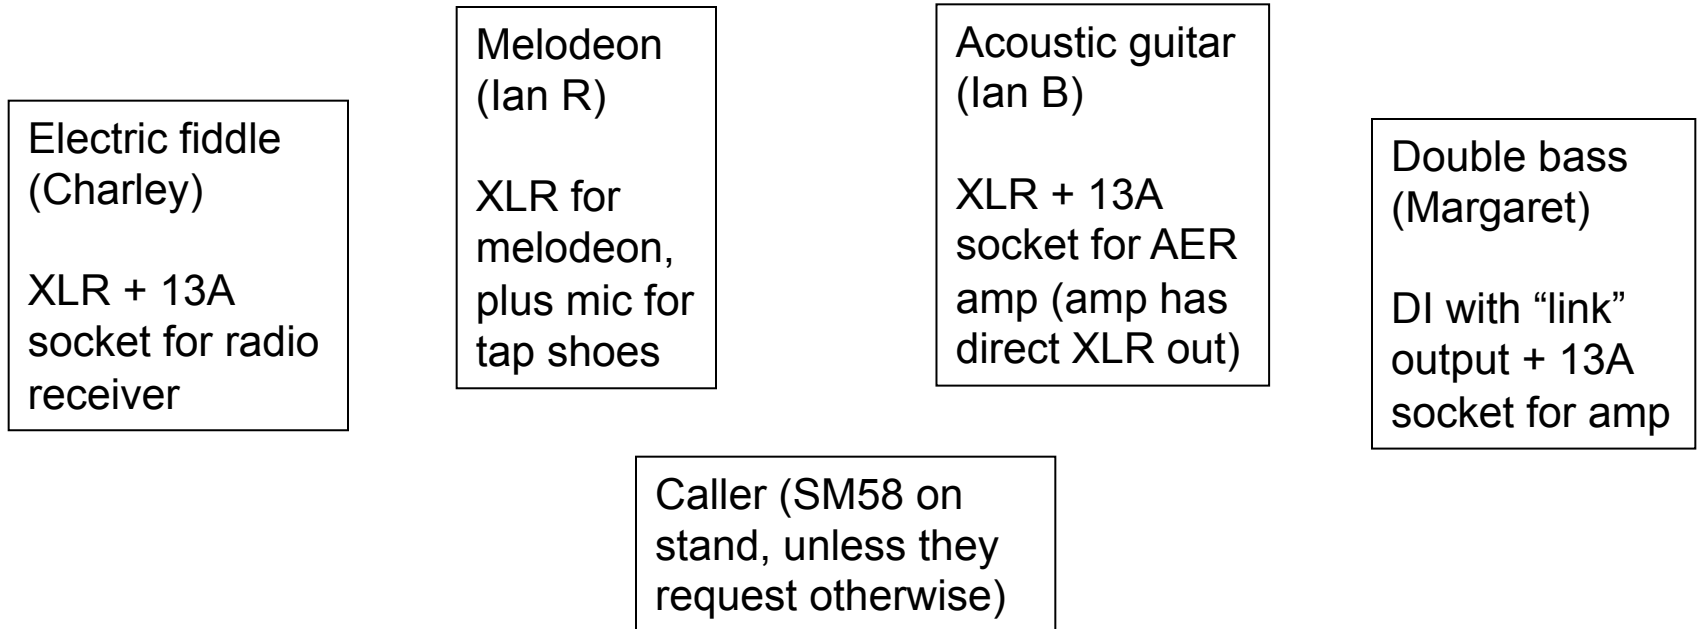 Electric fiddle
(Charley)
XLR + 13A
socket for radio
receiver
Melodeon
(Ian R)
XLR for
melodeon,
plus mic for
tap shoes
Acoustic guitar
(Ian B)
XLR + 13A
socket for AER
amp (amp has
direct XLR out)
Double bass
(Margaret)
DI with “link”
output + 13A
socket for amp
Caller (SM58 on
stand, unless they
request otherwise)